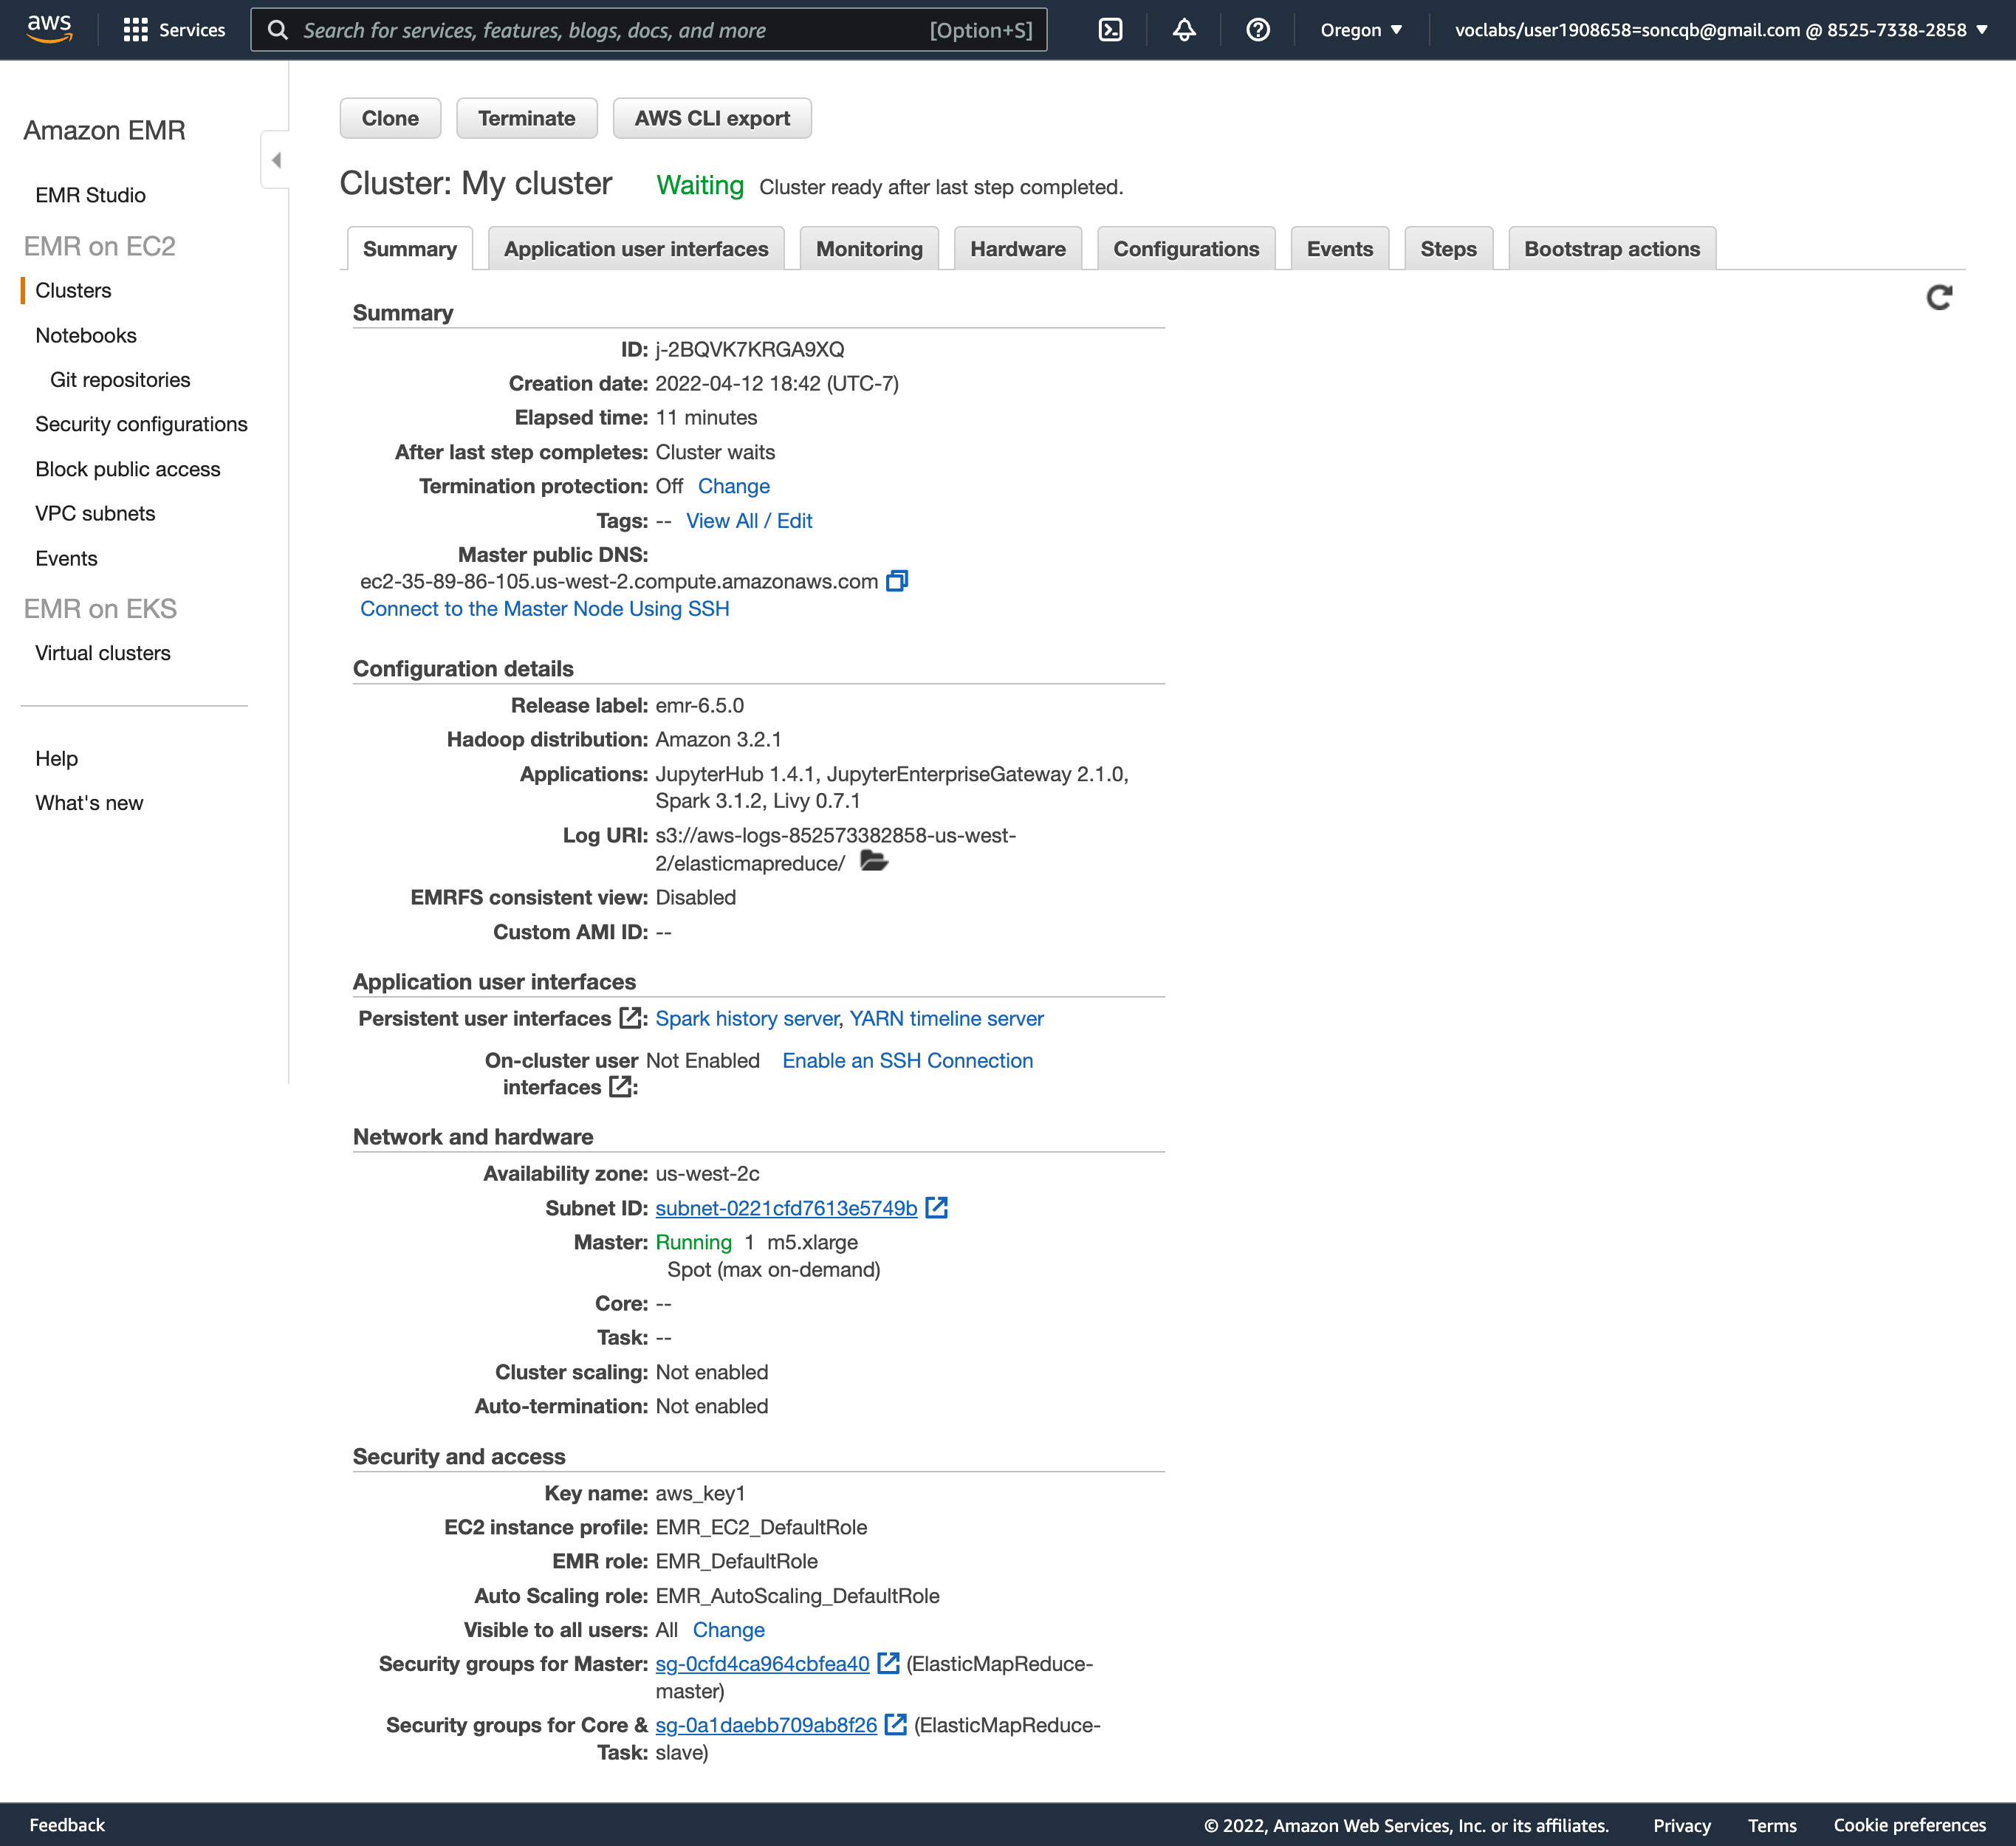 aws
Services
Search for services, features, blogs, docs, and more [Option+S]
Oregon ▼
voclabs/user1908658=soncqb@gmail.com @ 8525-7338-2858 ▼
Amazon EMR
EMR Studio
EMR on EC2
Clusters
Notebooks
Git repositories
Security configurations
Block public access
VPC subnets
Events
EMR on EKS
Virtual clusters
Help
What's new
Clone Terminate AWS CLI export
Cluster: My cluster Waiting Cluster ready after last step completed.
Summary Application user interfaces Monitoring Hardware Configurations Events Steps Bootstrap actions
Summary
ID: j-2BQVK7KRGA9XQ
Creation date: 2022-04-12 18:42 (UTC-7)
Elapsed time: 11 minutes
After last step completes: Cluster waits
Termination protection: Off Change
Tags: -- View All / Edit
Master public DNS:
ec2-35-89-86-105.us-west-2.compute.amazonaws.com
Connect to the Master Node Using SSH
Configuration details
Release label: emr-6.5.0
Hadoop distribution: Amazon 3.2.1
Applications: JupyterHub 1.4.1, JupyterEnterpriseGateway 2.1.0,
Spark 3.1.2, Livy 0.7.1
Log URI: s3://aws-logs-852573382858-us-west-
2/elasticmapreduce/
EMRFS consistent view: Disabled
Custom AMI ID: --
Application user interfaces
Persistent user interfaces : Spark history server, YARN timeline server
On-cluster user Not Enabled Enable an SSH Connection
interfaces :
Network and hardware
Availability zone: us-west-2c
Subnet ID: subnet-0221cfd7613e5749b
Master: Running 1 m5.xlarge
Spot (max on-demand)
Core: --
Task: --
Cluster scaling: Not enabled
Auto-termination: Not enabled
Security and access
Key name: aws_key1
EC2 instance profile: EMR_EC2_DefaultRole
EMR role: EMR_DefaultRole
Auto Scaling role: EMR_AutoScaling_DefaultRole
Visible to all users: All Change
Security groups for Master: sg-0cfd4ca964cbfea40 (ElasticMapReduce-
master)
Security groups for Core & sg-0a1daebb709ab8f26 (ElasticMapReduce-
Task: slave)
Feedback
© 2022, Amazon Web Services, Inc. or its affiliates. Privacy Terms Cookie preferences